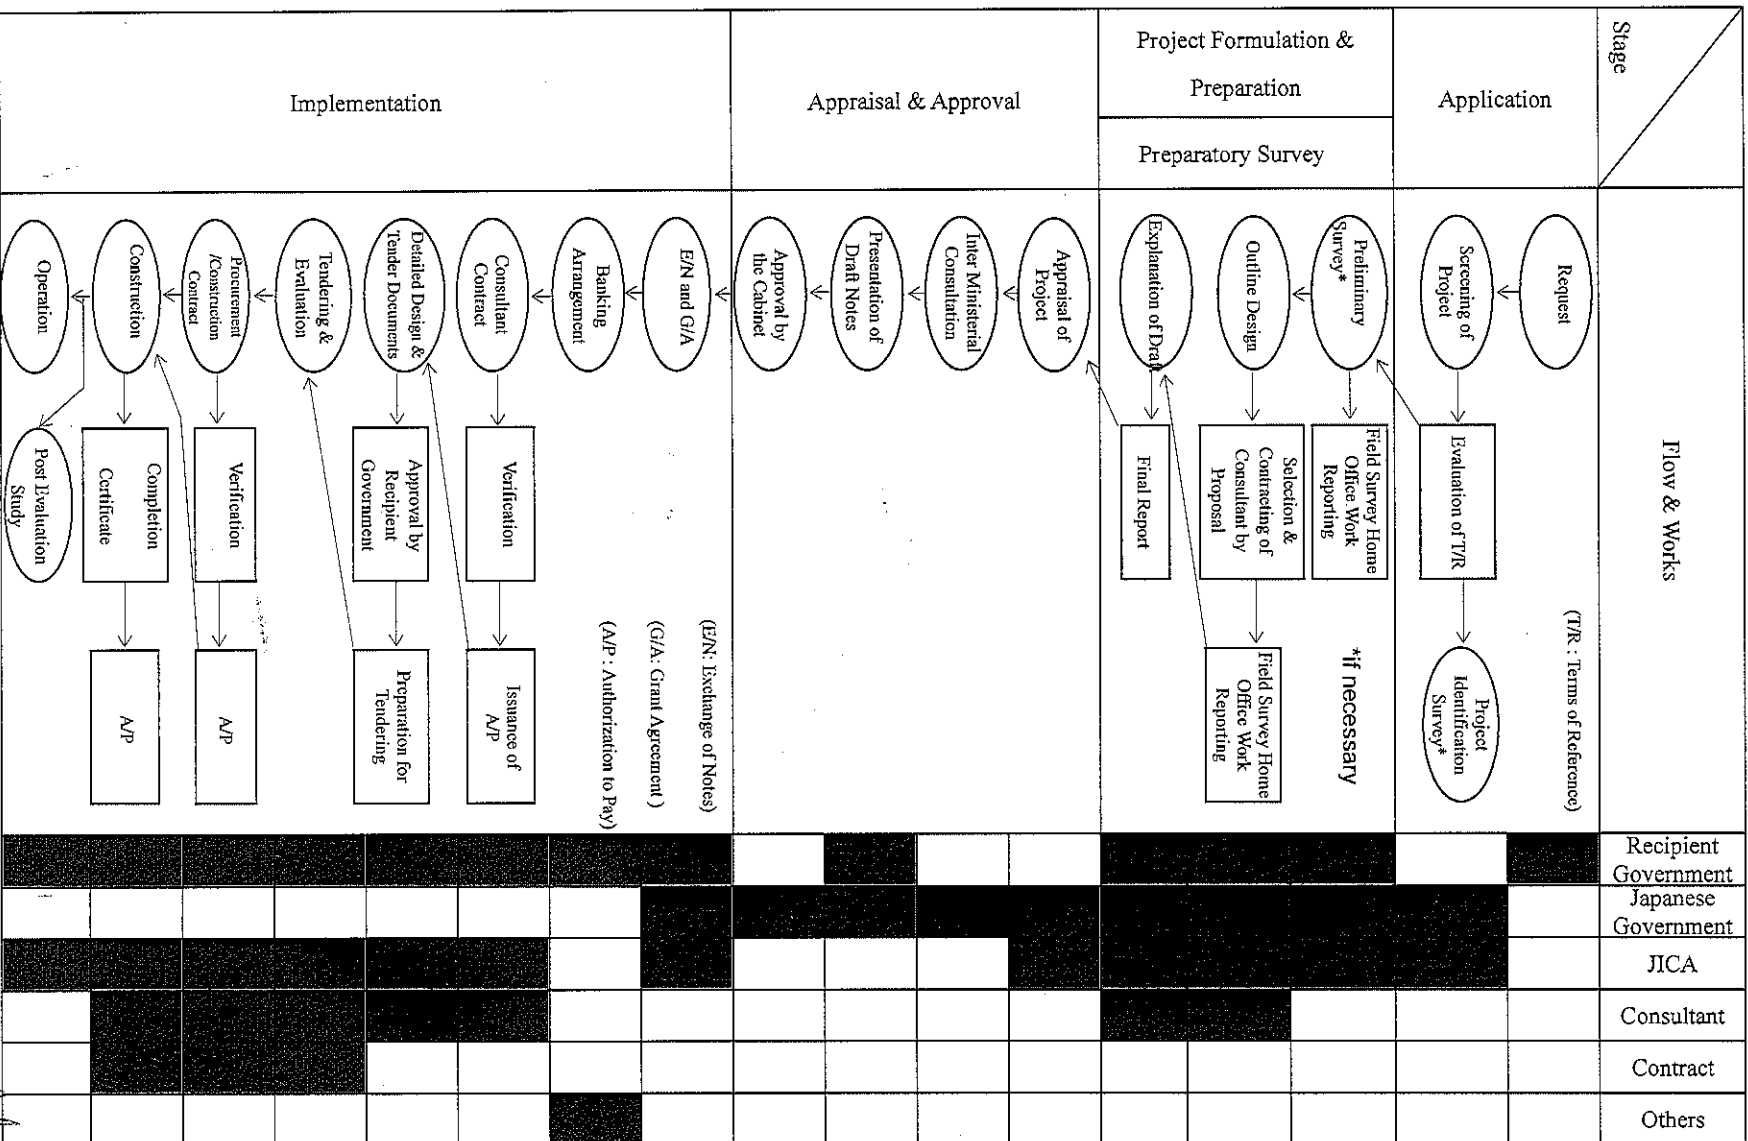 Stage
Flow & Works
Recipient
Government
Japanese
Government
JICA
Consultant
Contract
Others
Application
Request
(T/R : Terms of Reference)
Screening of
Project
Evaluation of T/R
Project
Identification
Survey*
Project Formulation &
Preparation
Preparatory Survey
Preliminary
Survey*
Field Survey Home
Office Work
Reporting
*if necessary
Outline Design
Selection &
Contracting of
Consultant by
Proposal
Field Survey Home
Office Work
Reporting
Explanation of Draft
Final Report
Appraisal & Approval
Appraisal of
Project
Inter Ministerial
Consultation
Presentation of
Draft Notes
Approval by
the Cabinet
Implementation
E/N and G/A
(E/N: Exchange of Notes)
(G/A: Grant Agreement )
(A/P : Authorization to Pay)
Banking
Arrangement
Consultant
Contract
Verification
Issuance of
A/P
Detailed Design &
Tender Documents
Approval by
Recipient
Government
Preparation for
Tendering
Tendering &
Evaluation
Procurement
/Construction
Contract
Verification
A/P
Construction
Completion
Certificate
A/P
Operation
Post Evaluation
Study